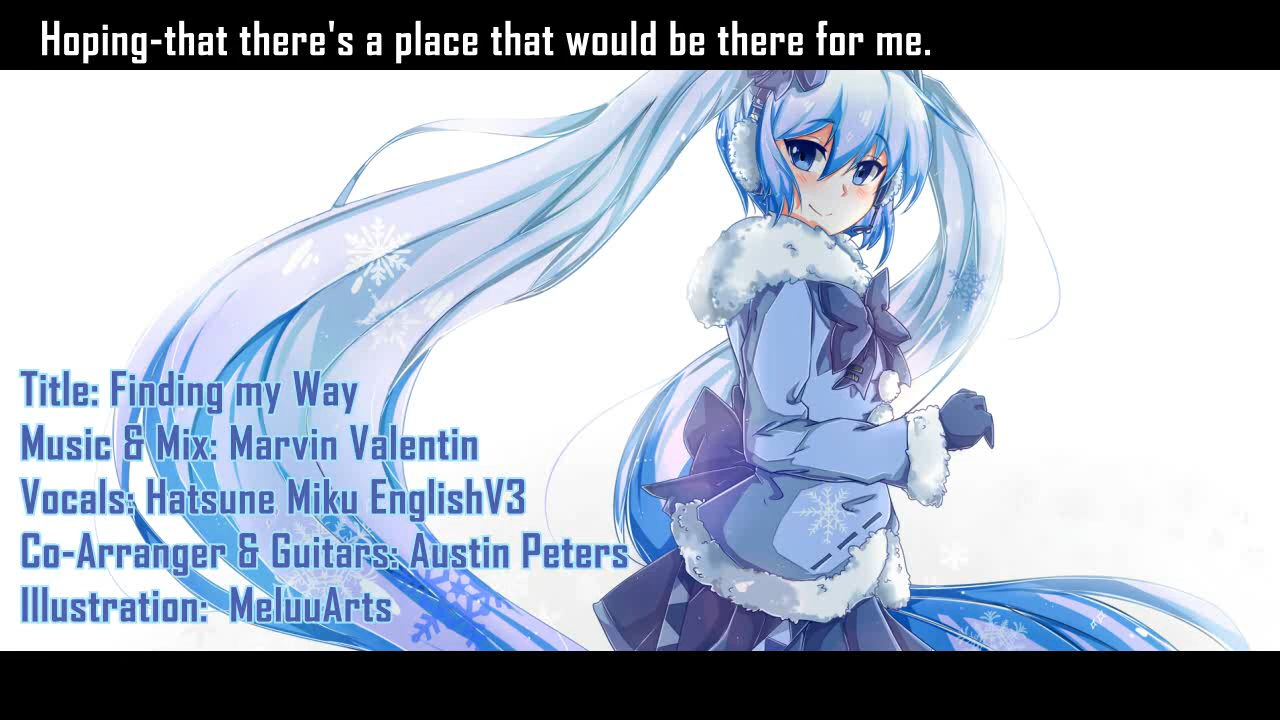 Hoping-that there's a place that would be there for me.
Title: Finding my Way
Music & Mix: Marvin Valentin
Vocals: Hatsune Miku EnglishV3
Co-Arranger & Guitars: Austin Peters
Illustration: MeluuArts